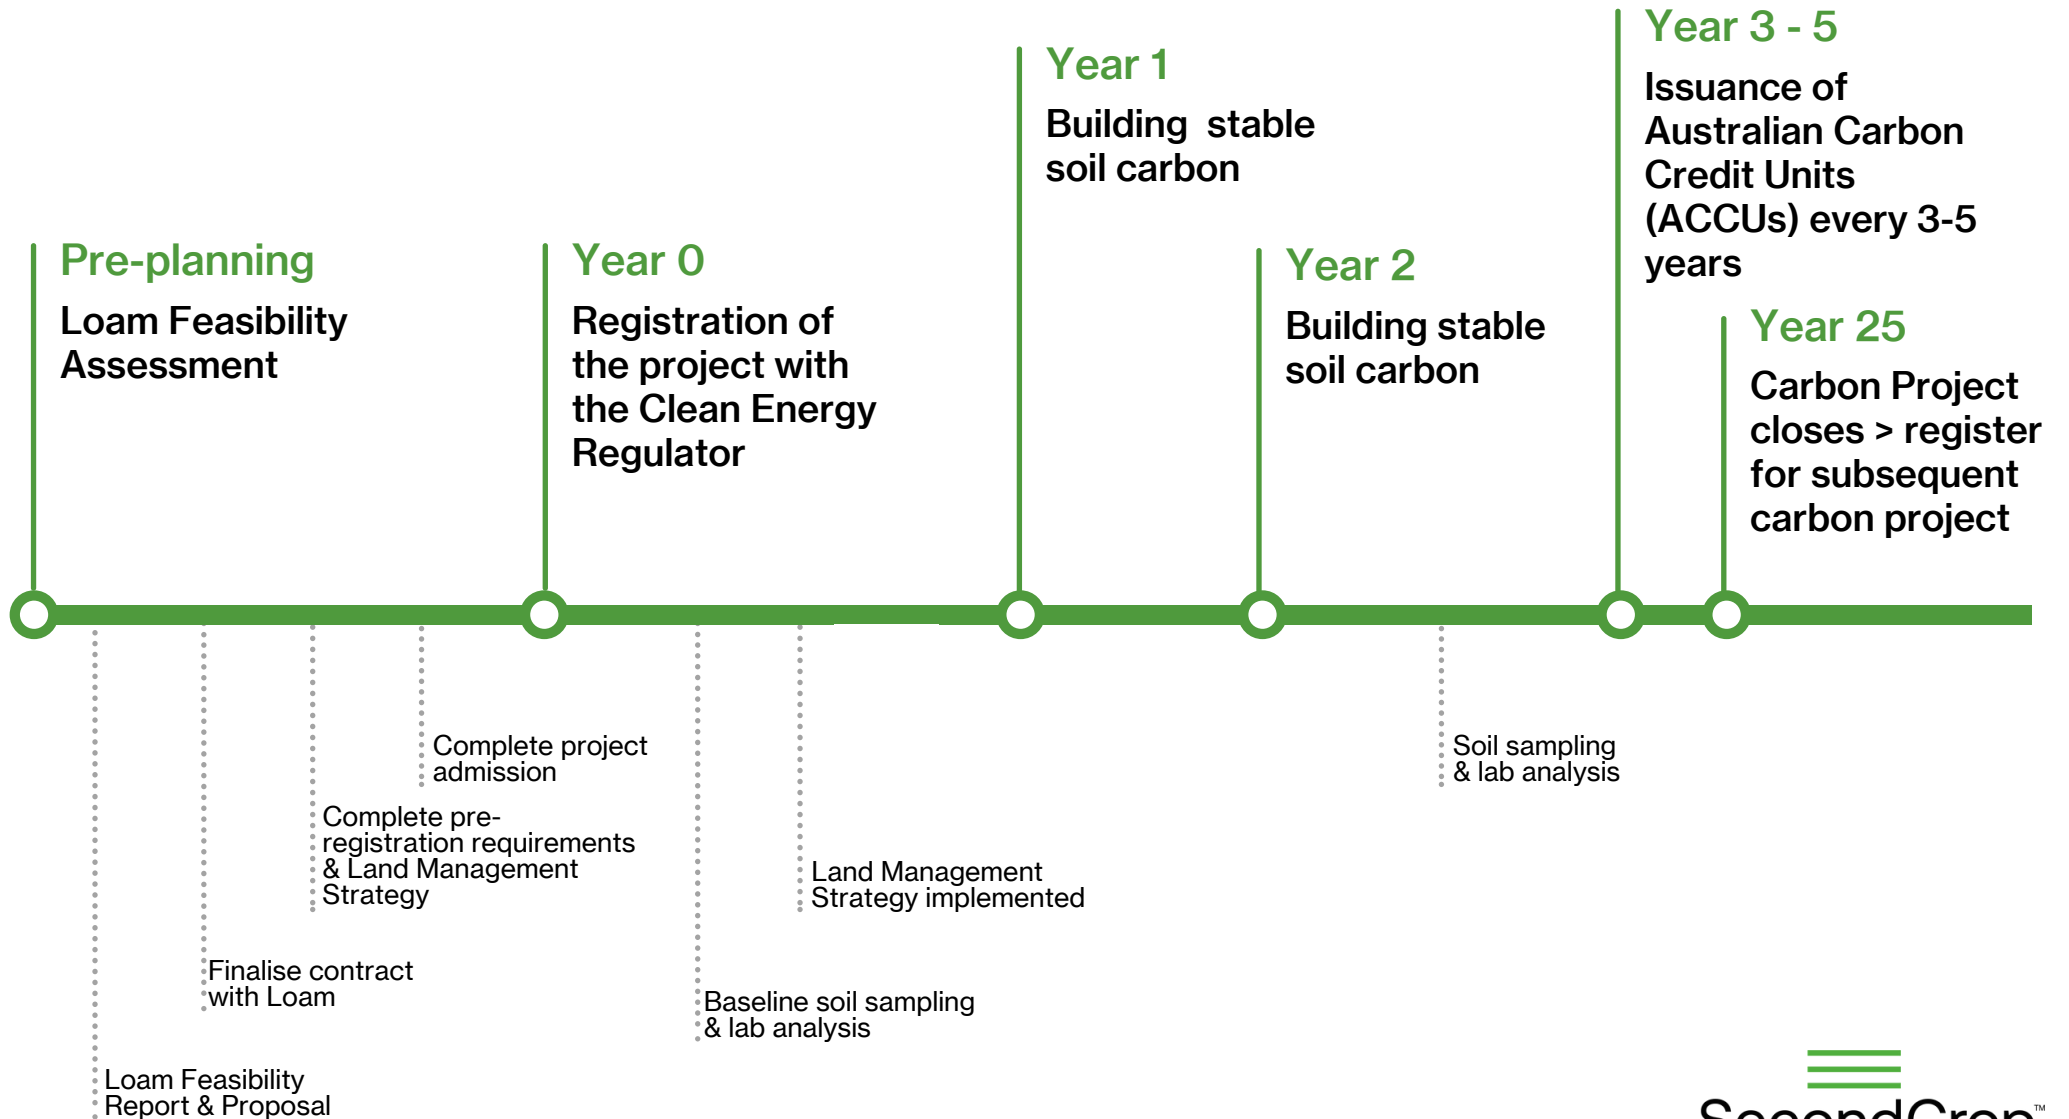 Pre-planning
Loam Feasibility
Assessment
Year 0
Registration of
the project with
the Clean Energy
Regulator
Year 1
Building stable
soil carbon
Year 2
Building stable
soil carbon
Year 3 - 5
Issuance of
Australian Carbon
Credit Units
(ACCUs) every 3-5
years
Year 25
Carbon Project
closes > register
for subsequent
carbon project
Loam Feasibility
Report & Proposal
Finalise contract
with Loam
Complete pre-
registration requirements
& Land Management
Strategy
Complete project
admission
Baseline soil sampling
& lab analysis
Land Management
Strategy implemented
Soil sampling
& lab analysis
SecondCrop™